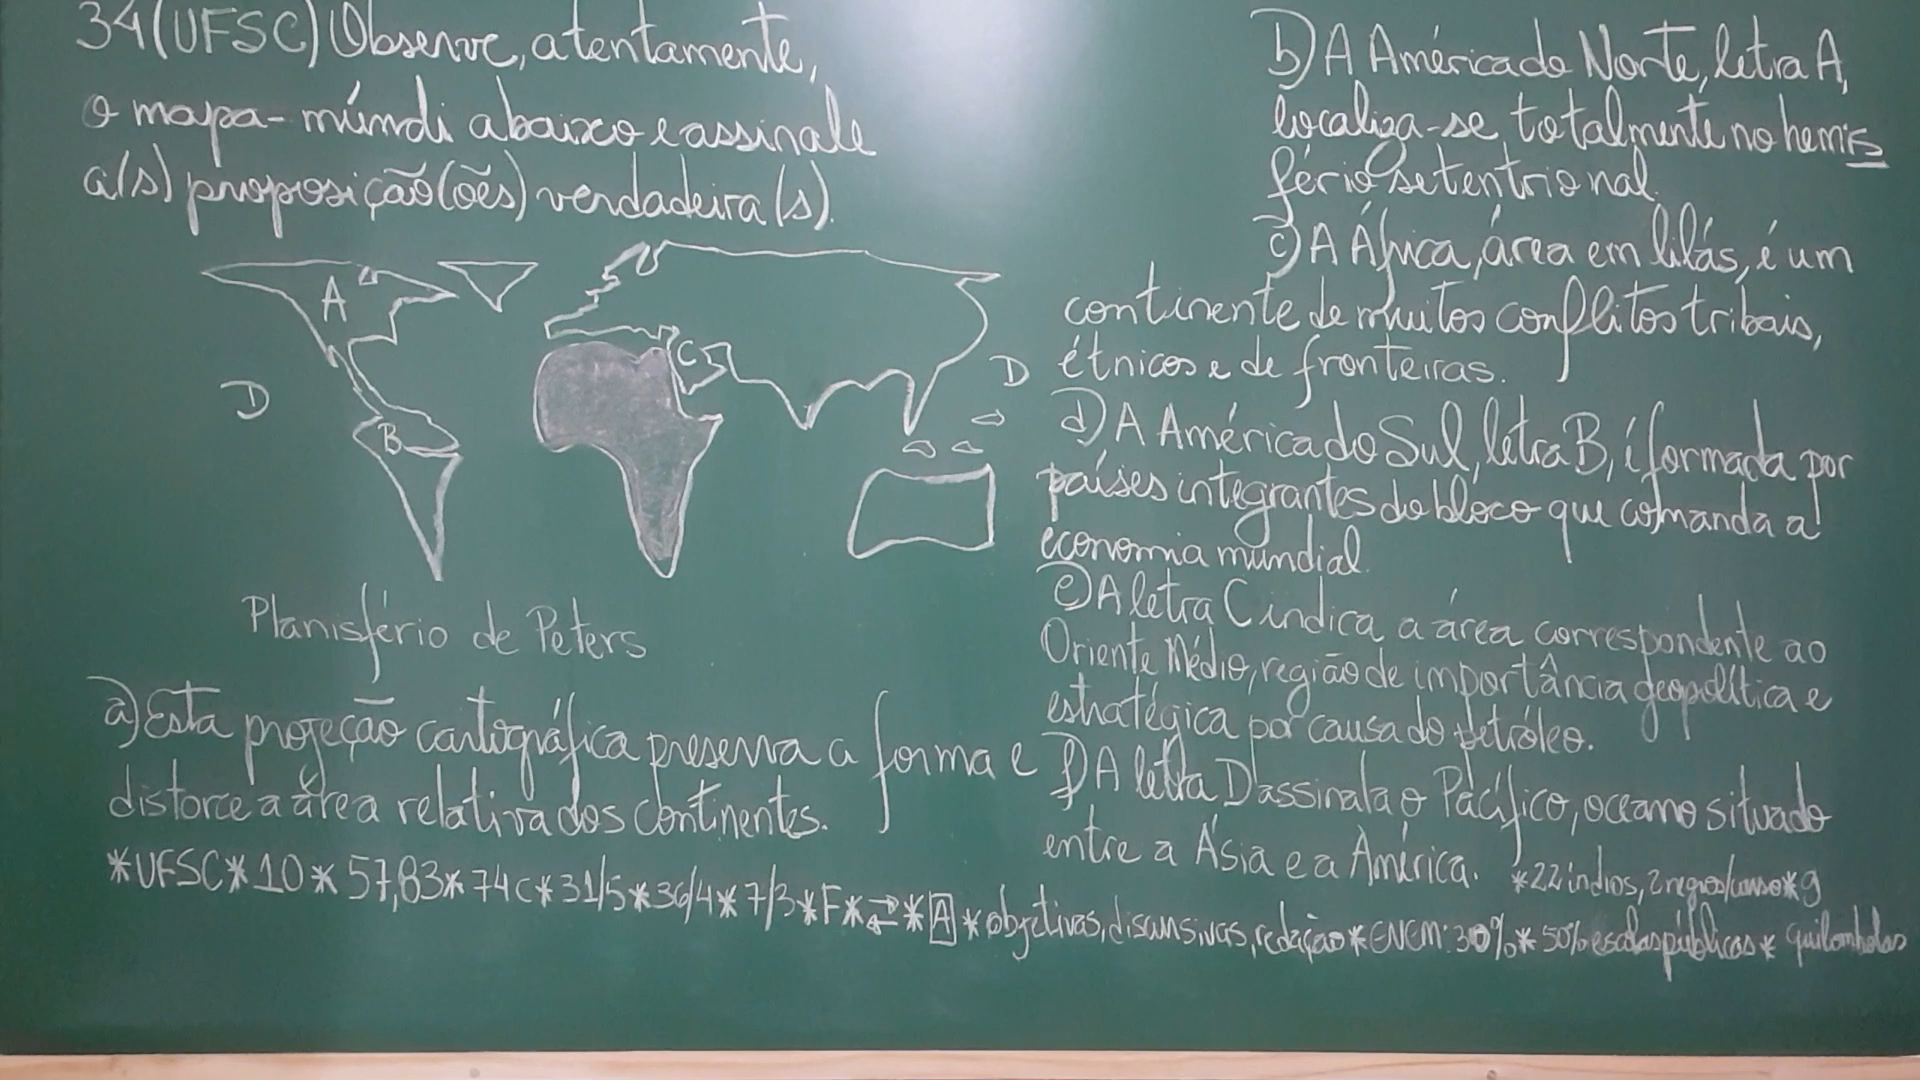 34(UFSC) Observe, atentamente,
o mapa-múndi abaixo e assinale
a(s) proposição(ões) verdadeira(s).
A
B
C
D
D
Planisfério de Peters
a) Esta projeção cartográfica preserva a forma e
distorce a área relativa dos continentes.
b) A América do Norte, letra A,
localiza-se totalmente no hemis
fério setentrional.
c) A África, área em lilás, é um
continente de muitos conflitos tribais,
étnicos e de fronteiras.
d) A América do Sul, letra B, é formada por
países integrantes do bloco que comanda a
economia mundial.
e) A letra C indica a área correspondente ao
Oriente Médio, região de importância geopolítica e
estratégica por causa do petróleo.
f) A letra D assinala o Pacífico, oceano situado
entre a Ásia e a América.
*22 índios, 2 negros/curso*9
*UFSC*10*57,83*74c*31/5*36/4*7/3*F*⇄*A*objetivas, discursivas, redação*ENEM: 30%*50% escolas públicas* quilombolas